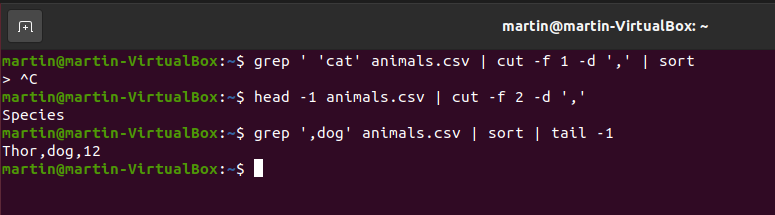 martin@martin-VirtualBox: ~
martin@martin-VirtualBox:~$ grep ' 'cat' animals.csv | cut -f 1 -d ',' | sort
> ^C
martin@martin-VirtualBox:~$ head -1 animals.csv | cut -f 2 -d ','
Species
martin@martin-VirtualBox:~$ grep ',dog' animals.csv | sort | tail -1
Thor,dog,12
martin@martin-VirtualBox:~$